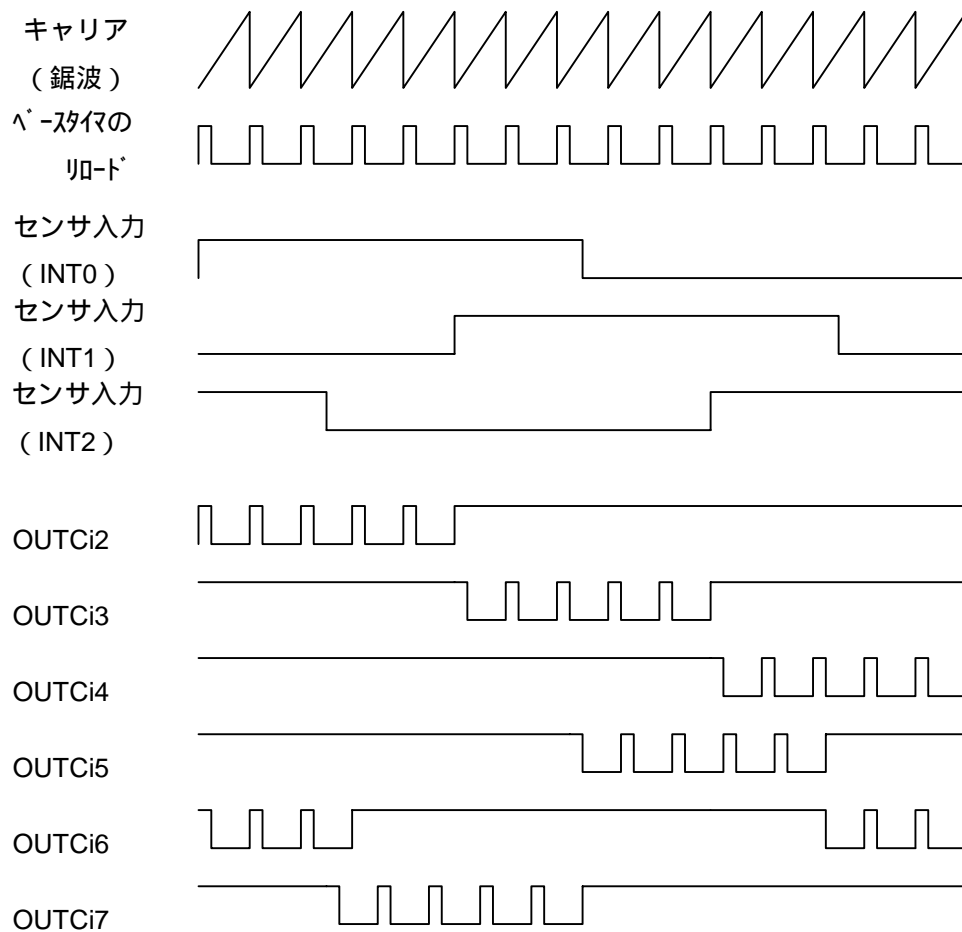 キャリア
（鋸波）
ﾍﾞｰｽﾀｲﾏの
ﾘﾛｰﾄﾞ
センサ入力
（INT0）
センサ入力
（INT1）
センサ入力
（INT2）
OUTCi2
OUTCi3
OUTCi4
OUTCi5
OUTCi6
OUTCi7